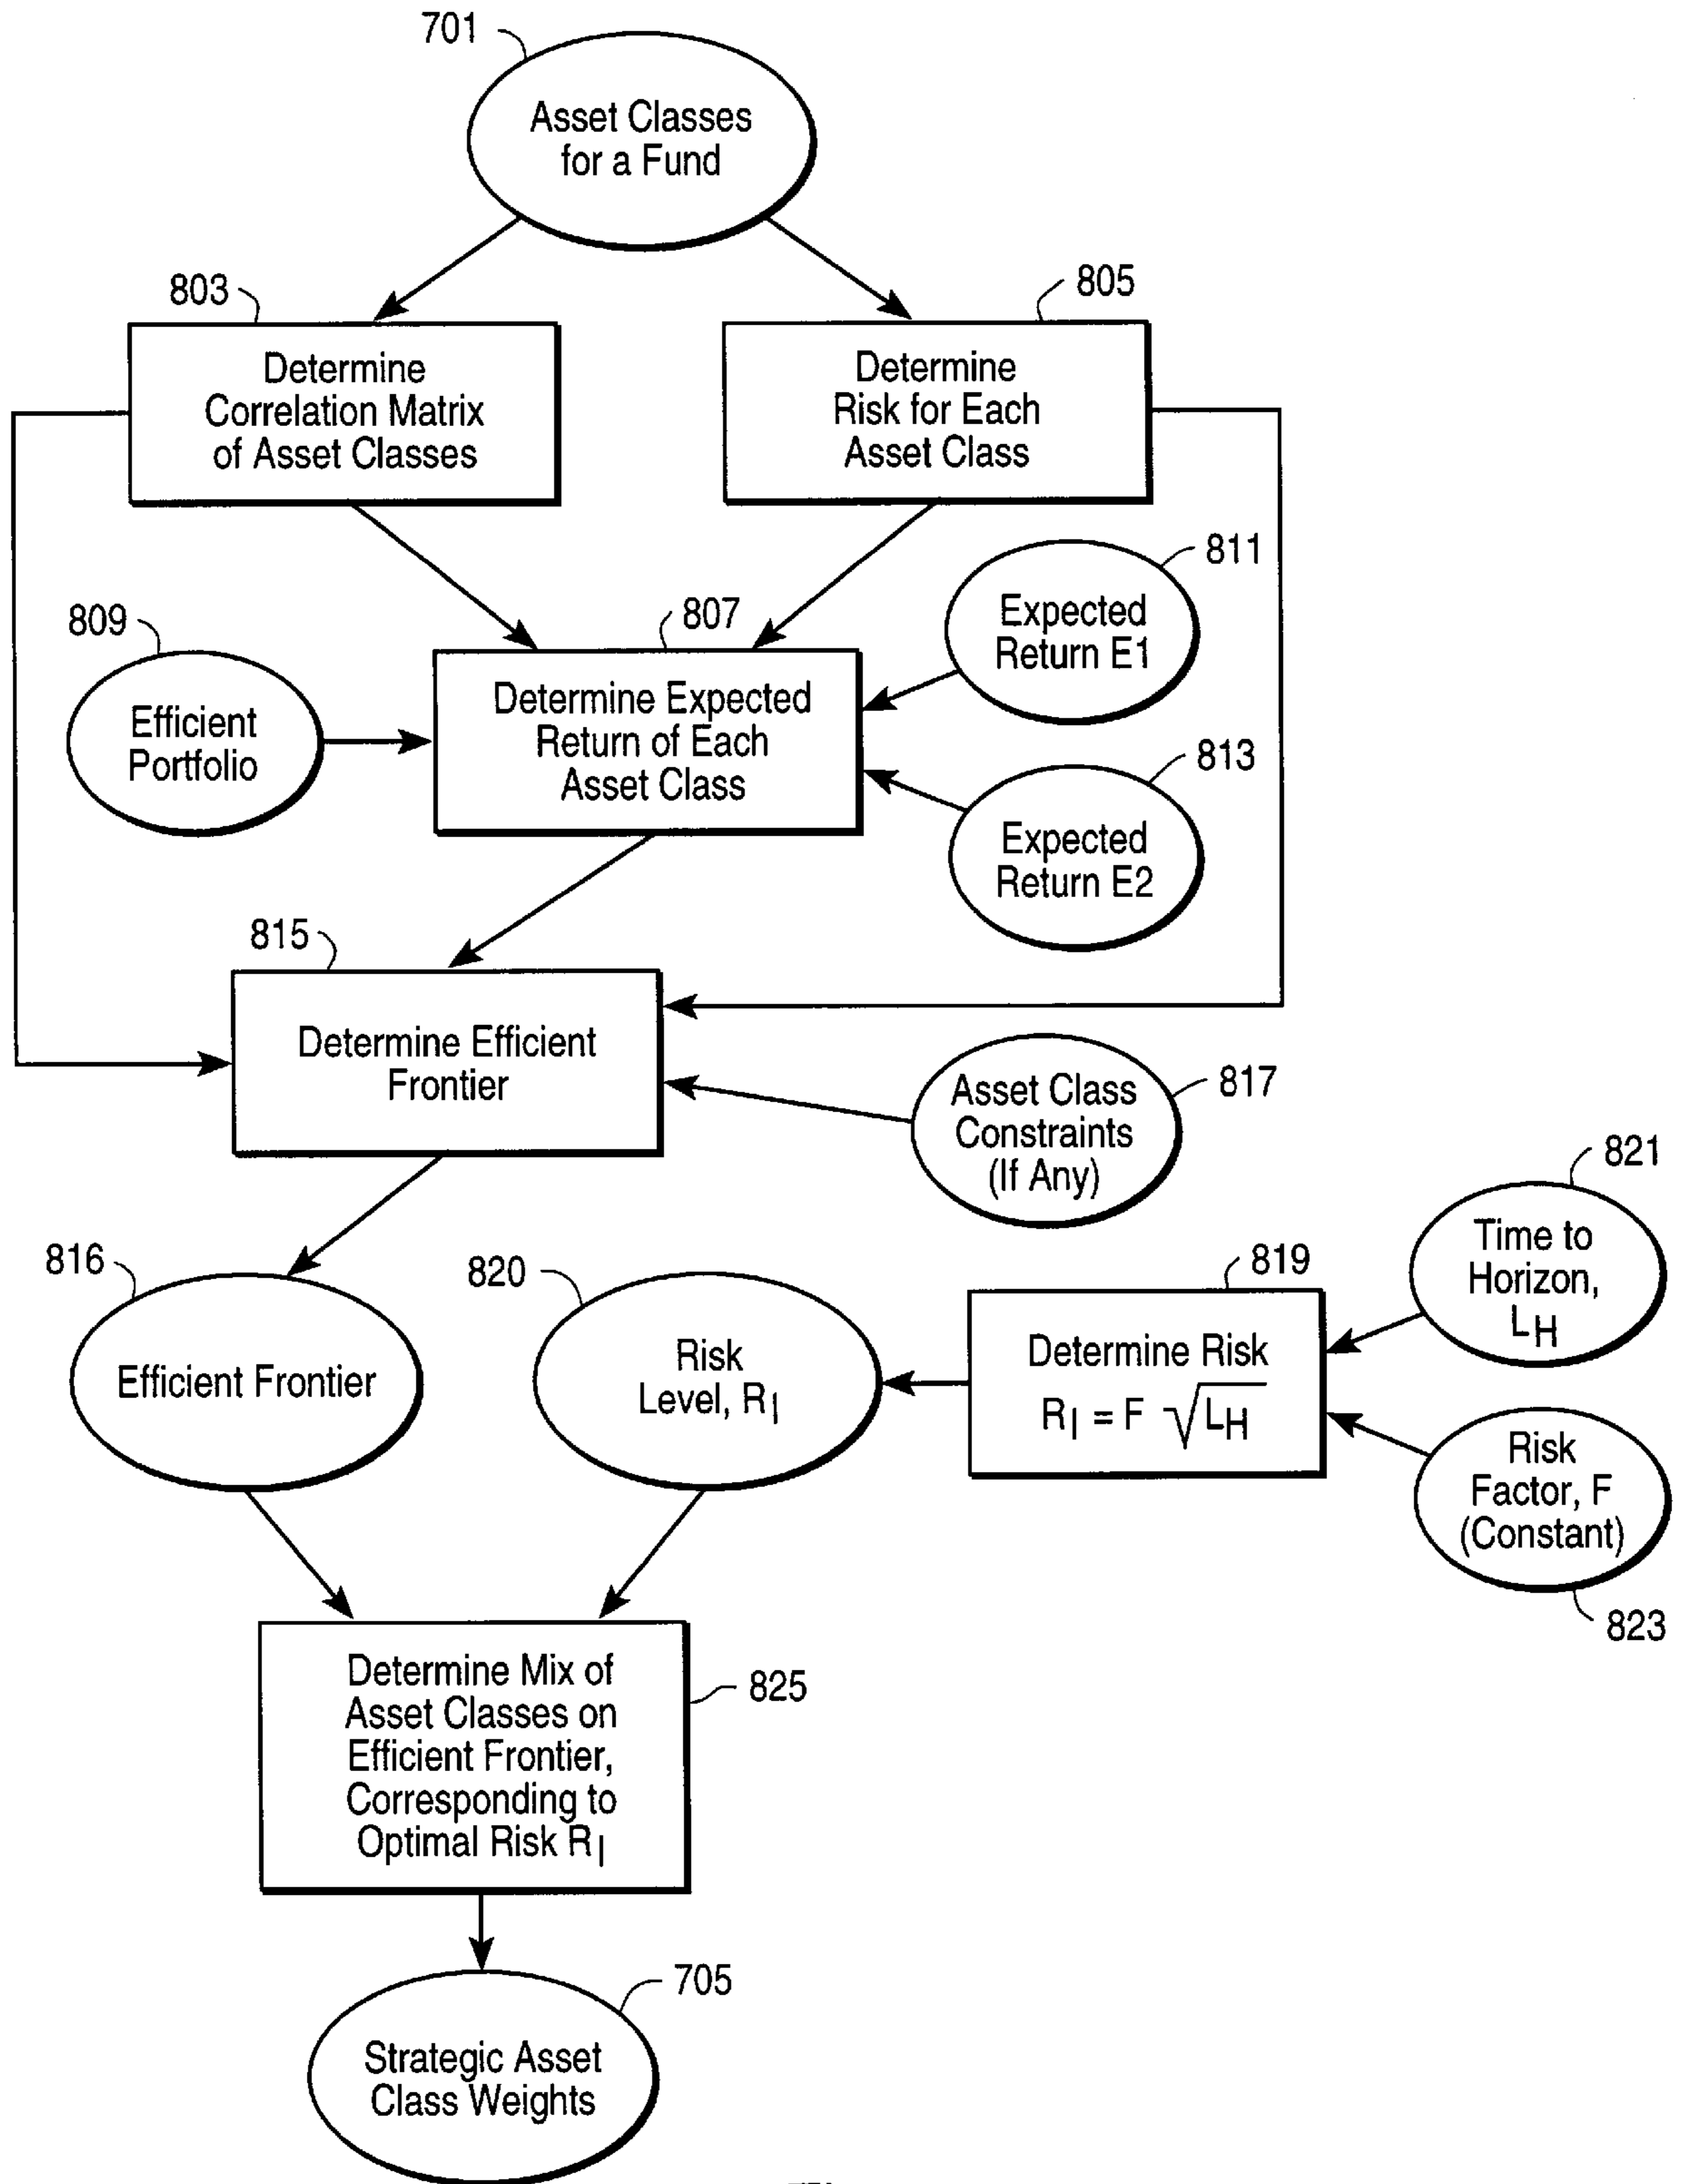 701
Asset Classes
for a Fund
803
805
Determine
Correlation Matrix
of Asset Classes
Determine
Risk for Each
Asset Class
811
Expected
Return E1
809
807
Efficient
Portfolio
Determine Expected
Return of Each
Asset Class
813
Expected
Return E2
815
Determine Efficient
Frontier
Asset Class
Constraints
(If Any)
817
821
Time to
Horizon,
LH
816
820
819
Efficient Frontier
Risk
Level, RI
Determine Risk
RI = F √LH
Risk
Factor, F
(Constant)
823
Determine Mix of
Asset Classes on
Efficient Frontier,
Corresponding to
Optimal Risk RI
825
705
Strategic Asset
Class Weights